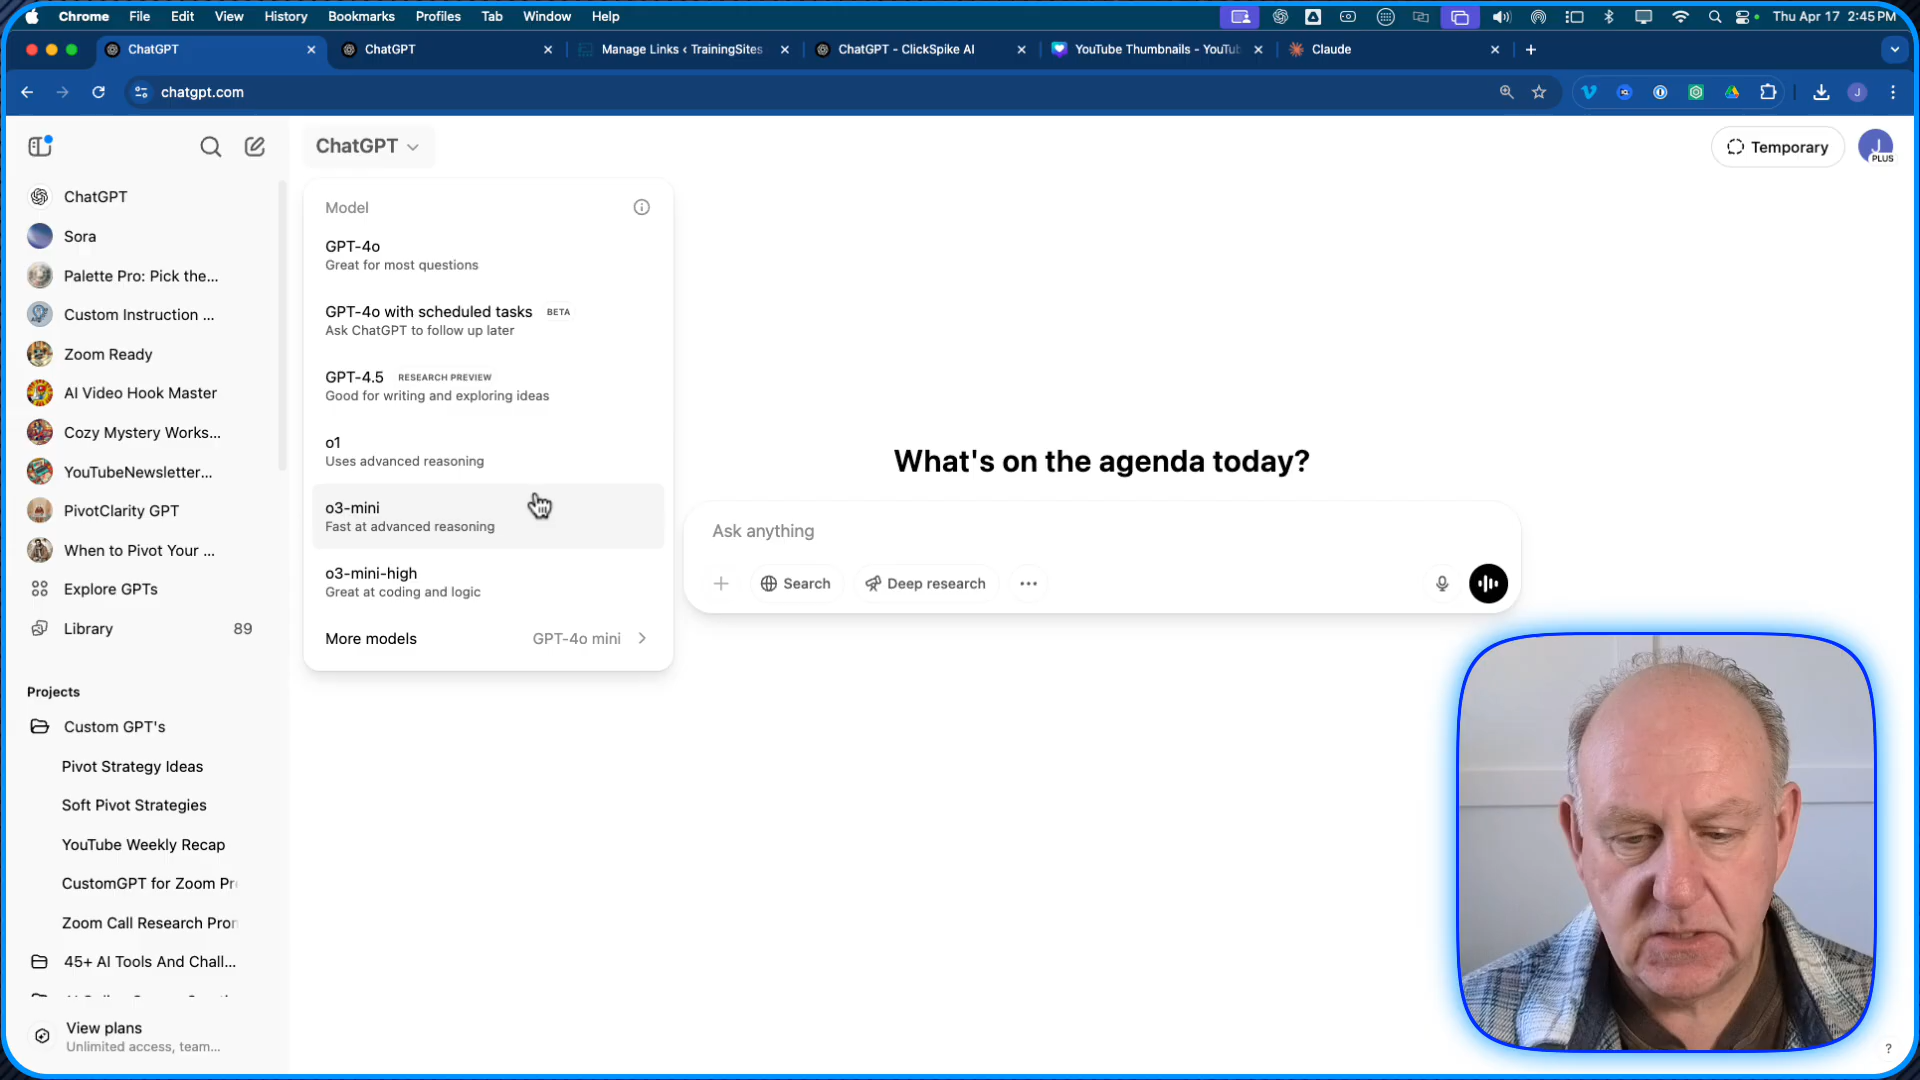 Chrome File Edit View History Bookmarks Profiles Tab Window Help Thu Apr 17 2:45 PM
ChatGPT ChatGPT Manage Links ‹ TrainingSites ChatGPT - ClickSpike AI YouTube Thumbnails - YouTub Claude
chatgpt.com J
ChatGPT Temporary J PLUS
ChatGPT
Sora
Palette Pro: Pick the...
Custom Instruction ...
Zoom Ready
AI Video Hook Master
Cozy Mystery Works...
YouTubeNewsletter...
PivotClarity GPT
When to Pivot Your ...
Explore GPTs
Library 89
Projects
Custom GPT's
Pivot Strategy Ideas
Soft Pivot Strategies
YouTube Weekly Recap
CustomGPT for Zoom Pr
Zoom Call Research Pron
45+ AI Tools And Chall...
View plans
Unlimited access, team...
Model
GPT-4o
Great for most questions
GPT-4o with scheduled tasks BETA
Ask ChatGPT to follow up later
GPT-4.5 RESEARCH PREVIEW
Good for writing and exploring ideas
o1
Uses advanced reasoning
o3-mini
Fast at advanced reasoning
o3-mini-high
Great at coding and logic
More models GPT-4o mini
What's on the agenda today?
Ask anything
Search Deep research
?